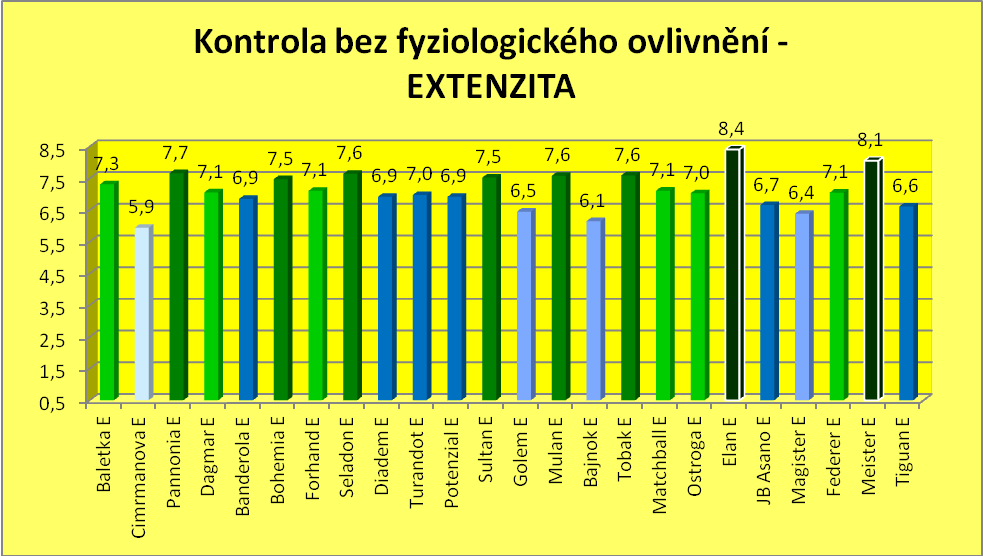 Kontrola bez fyziologického ovlivnění -
EXTENZITA
8,5
7,5
6,5
5,5
4,5
3,5
2,5
1,5
0,5
7,3
5,9
7,7
7,1
6,9
7,5
7,1
7,6
6,9
7,0
6,9
7,5
6,5
7,6
6,1
7,6
7,1
7,0
8,4
6,7
6,4
7,1
8,1
6,6
Baletka E
Cimrmanova E
Pannonia E
Dagmar E
Banderola E
Bohemia E
Forhand E
Seladon E
Diadem E
Turandot E
Potenzial E
Sultan E
Golem E
Mulan E
Bajnok E
Tobak E
Matchball E
Ostroga E
Elan E
JB Asano E
Magister E
Federer E
Meister E
Tiguan E